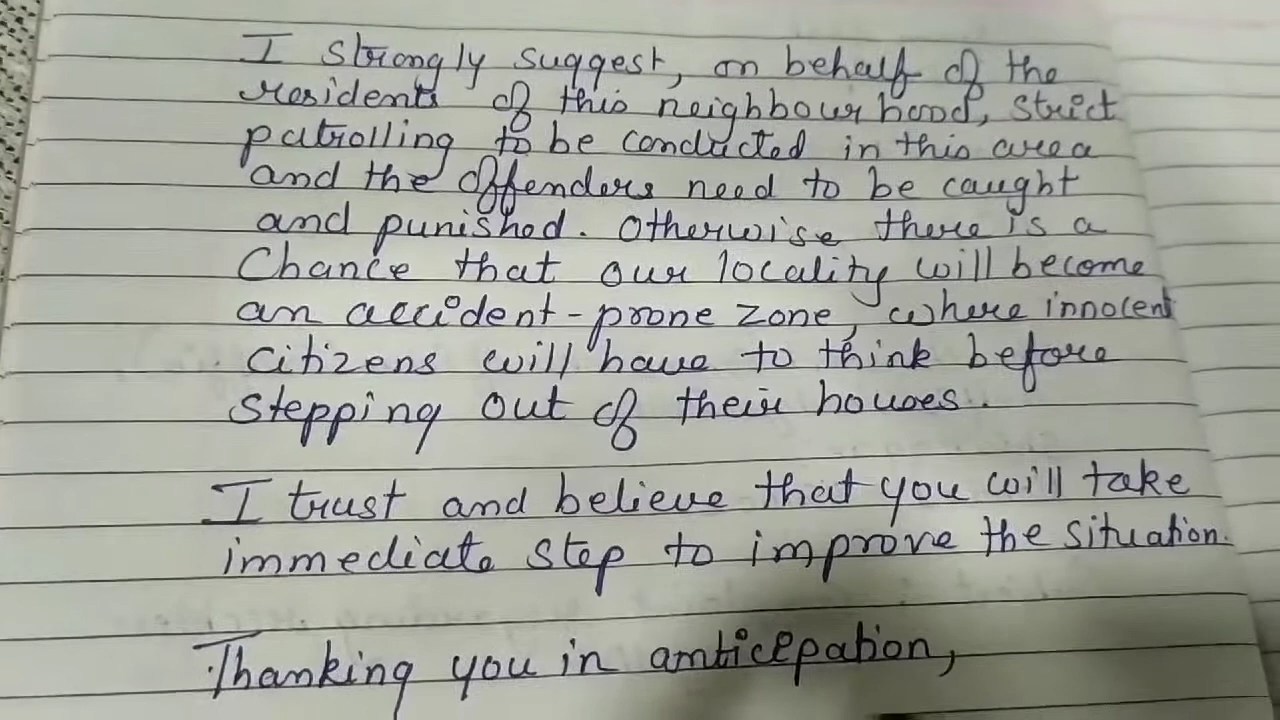 I strongly suggest, on behalf of the
residents of this neighbourhood, strict
patrolling to be conducted in this area
and the offenders need to be caught
and punished. Otherwise there is a
Chance that our locality will become
an accident-prone zone, where innocent
citizens will have to think before
stepping out of their houses.
I trust and believe that you will take
immediate step to improve the situation.
Thanking you in anticepation,